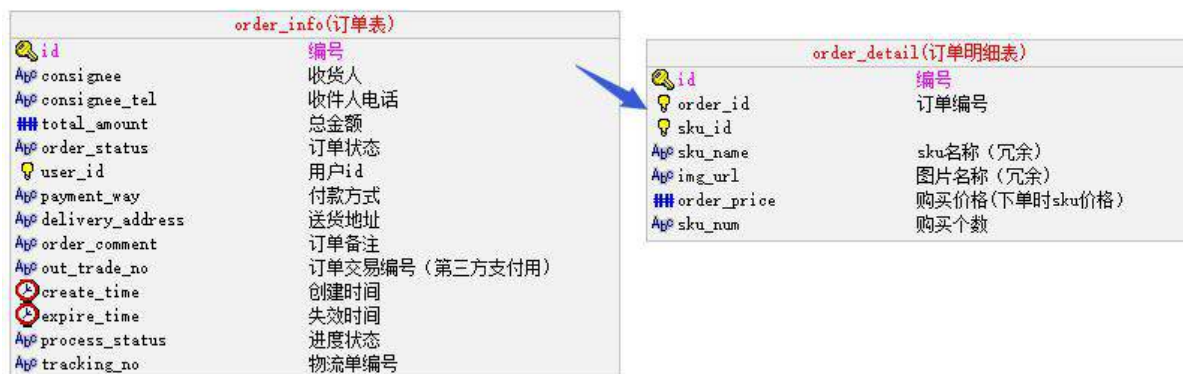 order_info(订单表)
id 编号
consignee 收货人
consignee_tel 收件人电话
total_amount 总金额
order_status 订单状态
user_id 用户id
payment_way 付款方式
delivery_address 送货地址
order_comment 订单备注
out_trade_no 订单交易编号（第三方支付用）
create_time 创建时间
expire_time 失效时间
process_status 进度状态
tracking_no 物流单编号
order_detail(订单明细表)
id 编号
order_id 订单编号
sku_id
sku_name sku名称（冗余）
img_url 图片名称（冗余）
order_price 购买价格(下单时sku价格）
sku_num 购买个数